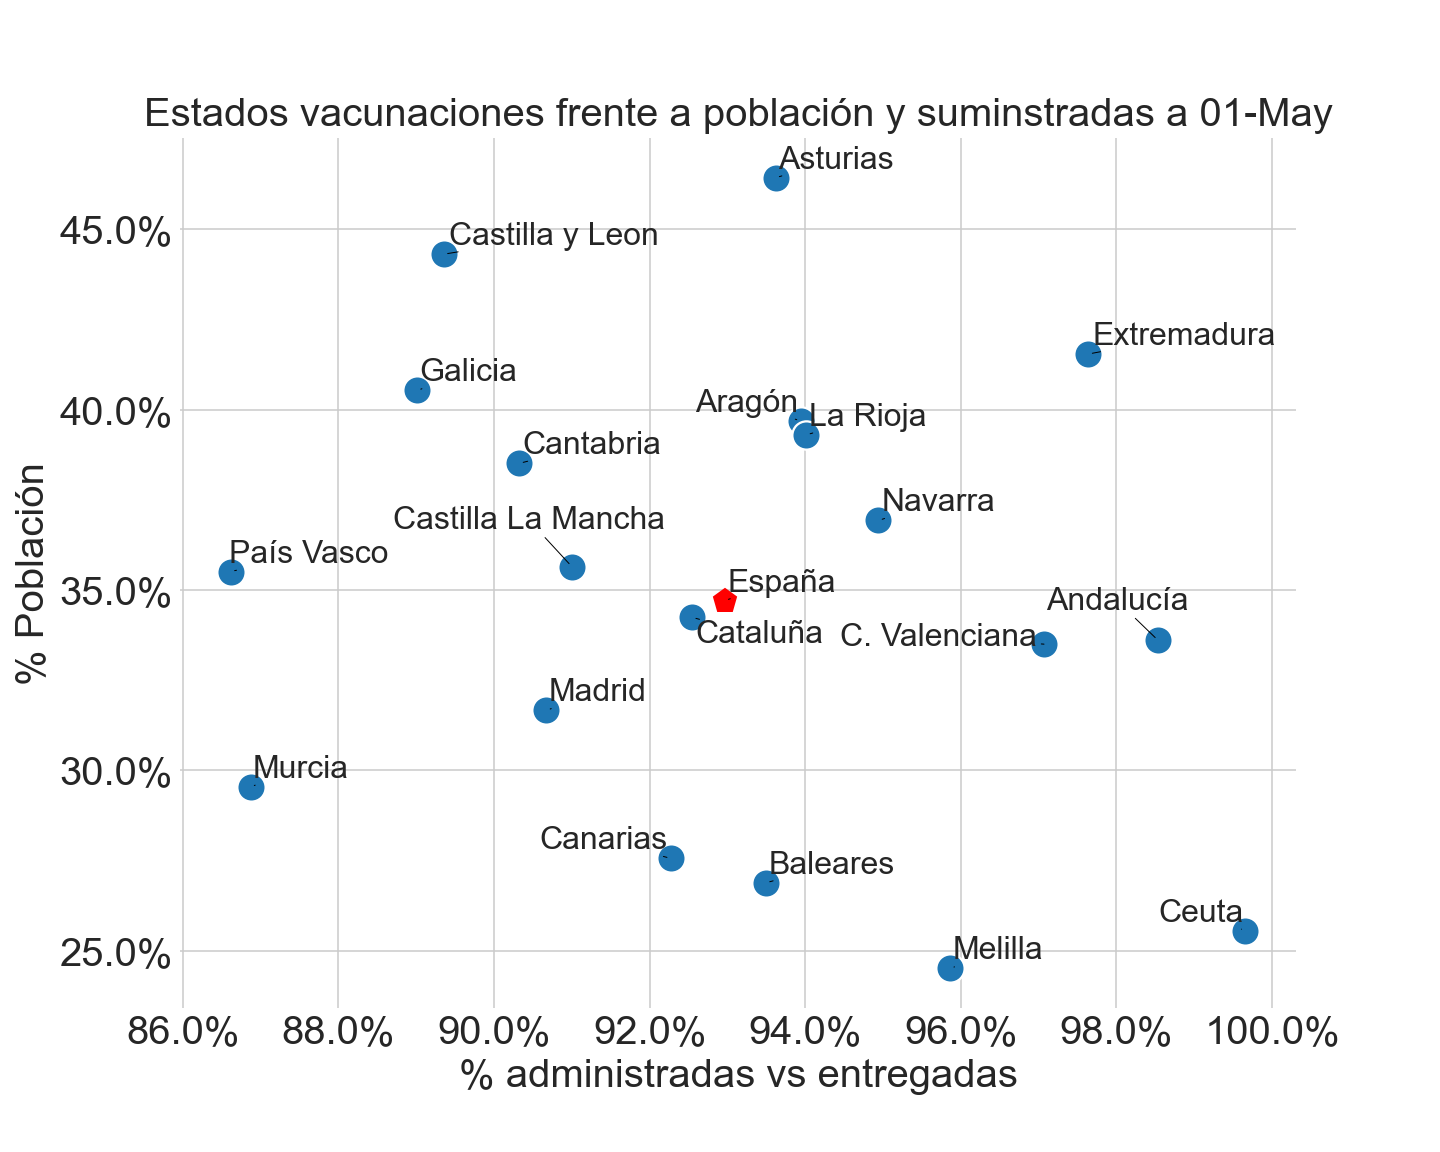 Estados vacunaciones frente a población y suminstradas a 01-May
Asturias
45.0%
Castilla y Leon
Extremadura
Galicia
Aragón
La Rioja
40.0%
Cantabria
Navarra
Castilla La Mancha
País Vasco
España
35.0%
Andalucía
Cataluña
C. Valenciana
Madrid
Murcia
30.0%
Canarias
Baleares
Ceuta
Melilla
25.0%
% Población
86.0% 88.0% 90.0% 92.0% 94.0% 96.0% 98.0% 100.0%
% administradas vs entregadas